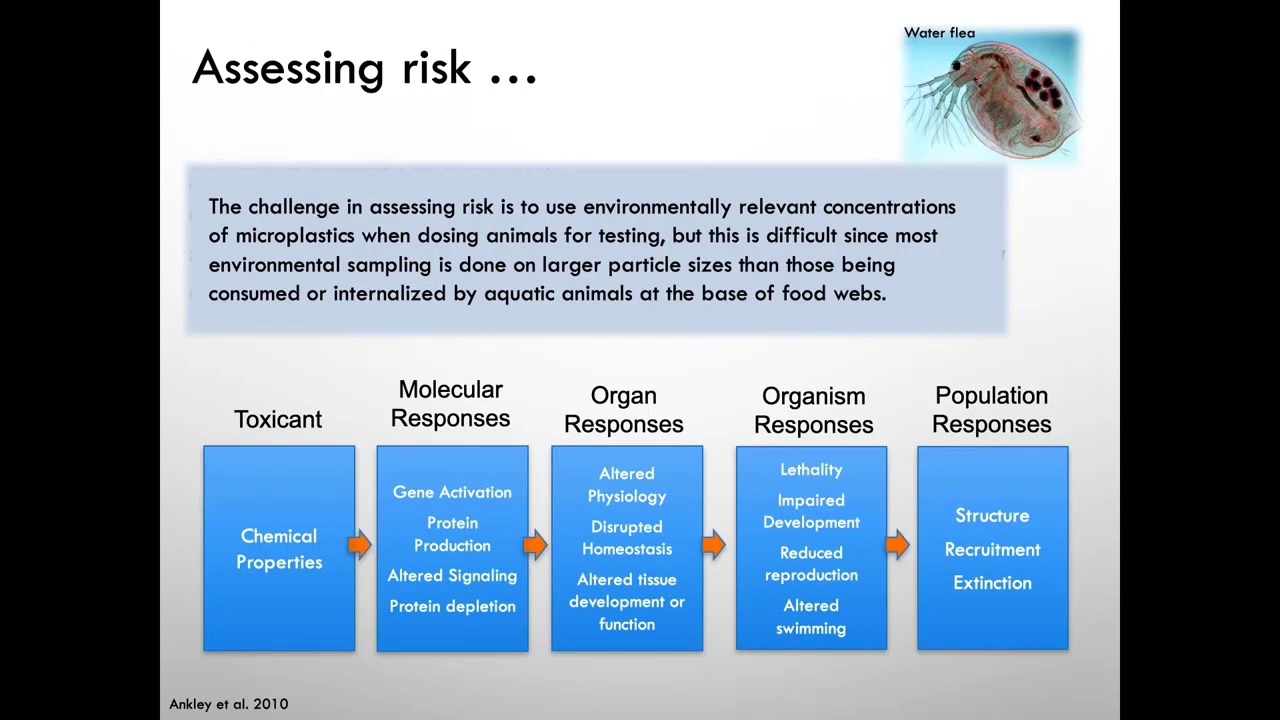 Water flea
Assessing risk …
The challenge in assessing risk is to use environmentally relevant concentrations
of microplastics when dosing animals for testing, but this is difficult since most
environmental sampling is done on larger particle sizes than those being
consumed or internalized by aquatic animals at the base of food webs.
Toxicant
Chemical
Properties
Molecular
Responses
Gene Activation
Protein
Production
Altered Signaling
Protein depletion
Organ
Responses
Altered
Physiology
Disrupted
Homeostasis
Altered tissue
development or
function
Organism
Responses
Lethality
Impaired
Development
Reduced
reproduction
Altered
swimming
Population
Responses
Structure
Recruitment
Extinction
Ankley et al. 2010